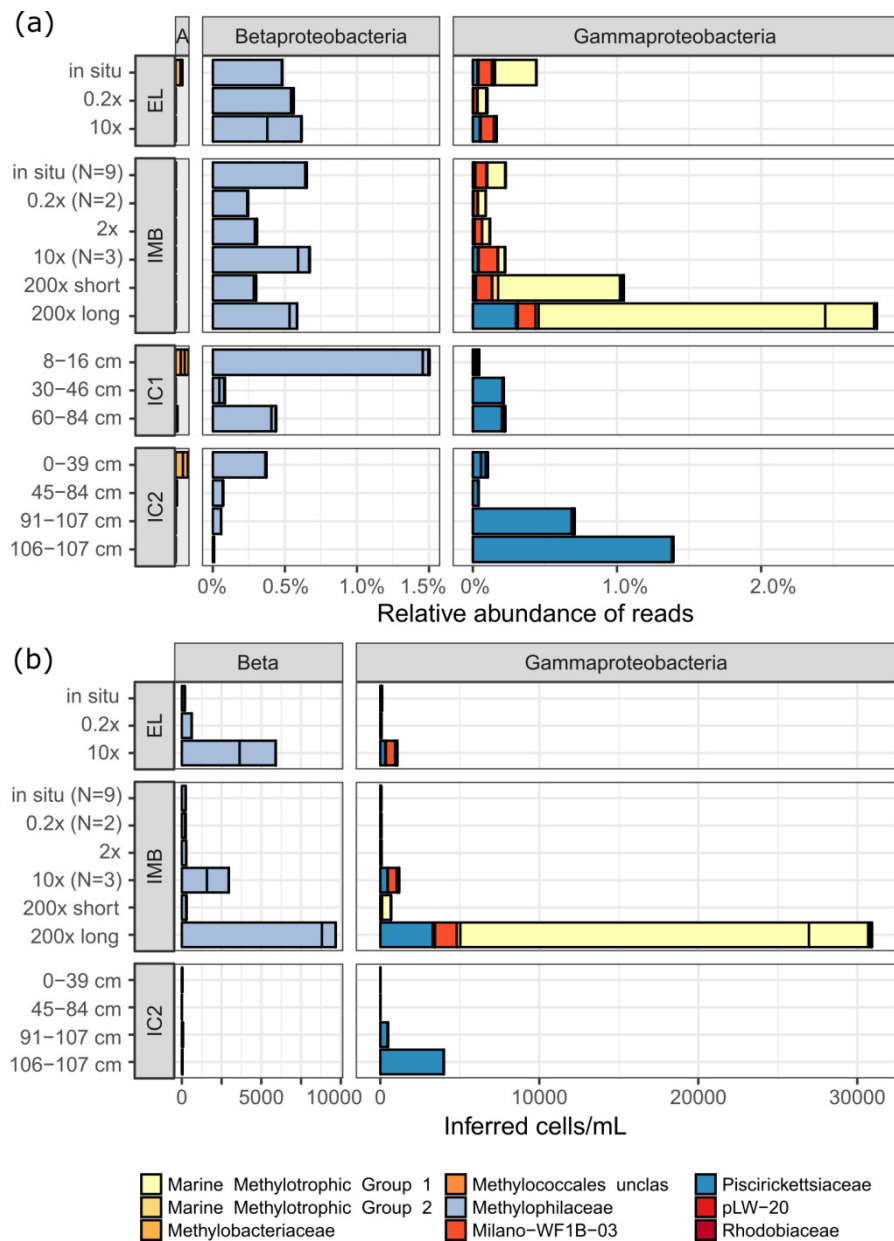 (a)
A
Betaproteobacteria
Gammaproteobacteria
EL
in situ
0.2x
10x
IMB
in situ (N=9)
0.2x (N=2)
2x
10x (N=3)
200x short
200x long
IC1
8−16 cm
30−46 cm
60−84 cm
IC2
0−39 cm
45−84 cm
91−107 cm
106−107 cm
0% 0.5% 1% 1.5% 0% 1.0% 2.0%
Relative abundance of reads
(b)
Beta
Gammaproteobacteria
EL
in situ
0.2x
10x
IMB
in situ (N=9)
0.2x (N=2)
2x
10x (N=3)
200x short
200x long
IC2
0−39 cm
45−84 cm
91−107 cm
106−107 cm
0 5000 10000 0 10000 20000 30000
Inferred cells/mL
Marine Methylotrophic Group 1
Marine Methylotrophic Group 2
Methylobacteriaceae
Methylococcales unclas
Methylophilaceae
Milano−WF1B−03
Piscirickettsiaceae
pLW−20
Rhodobiaceae